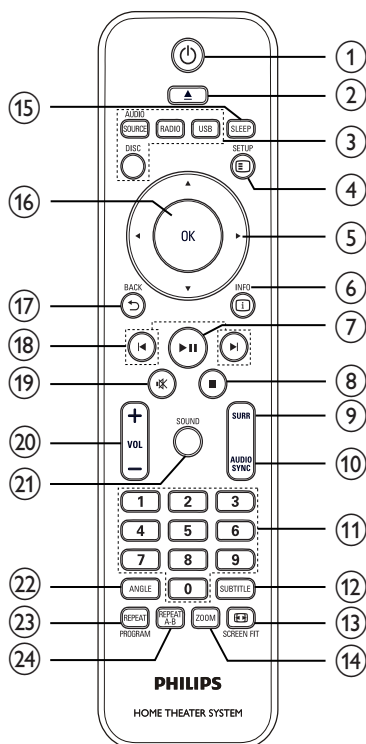 1
2
15
AUDIO
SOURCE RADIO USB SLEEP
3
DISC
SETUP
4
16
OK
5
BACK
INFO
i
6
17
7
18
19
8
SOUND
+
VOL
–
SURR
AUDIO
SYNC
9
20
10
21
1 2 3
4 5 6
7 8 9
11
22
ANGLE 0 SUBTITLE
12
23
REPEAT REPEAT
A-B ZOOM
13
PROGRAM
SCREEN FIT
24
14
PHILIPS
HOME THEATER SYSTEM